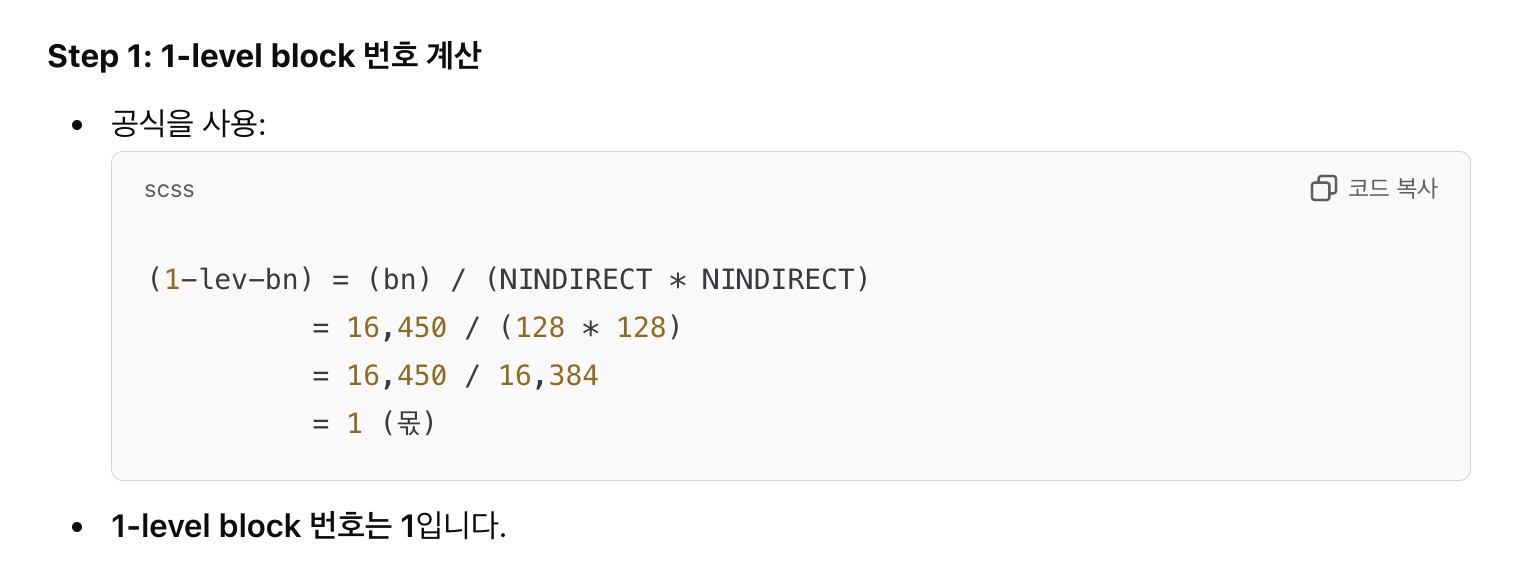 Step 1: 1-level block 번호 계산
• 공식을 사용:
scss
코드 복사
(1-lev-bn) = (bn) / (NINDIRECT * NINDIRECT)
= 16,450 / (128 * 128)
= 16,450 / 16,384
= 1 (몫)
• 1-level block 번호는 1입니다.